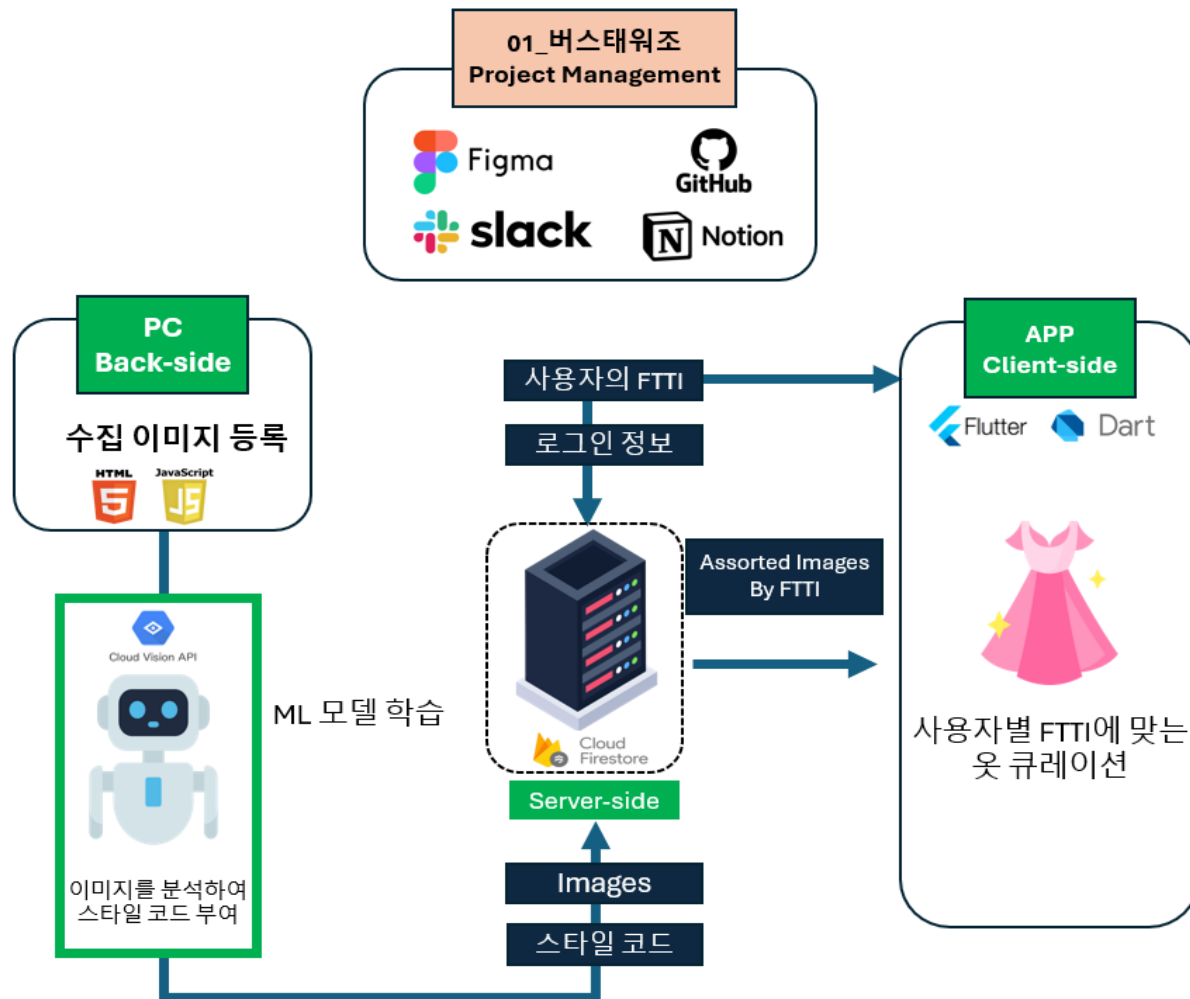 01_버스태워조
Project Management
Figma
GitHub
slack
Notion
PC
Back-side
수집 이미지 등록
HTML
5
JavaScript
JS
Cloud Vision API
ML 모델 학습
이미지를 분석하여
스타일 코드 부여
사용자의 FTTI
로그인 정보
Cloud
Firestore
Server-side
Images
스타일 코드
Assorted Images
By FTTI
APP
Client-side
Flutter
Dart
사용자별 FTTI에 맞는
옷 큐레이션